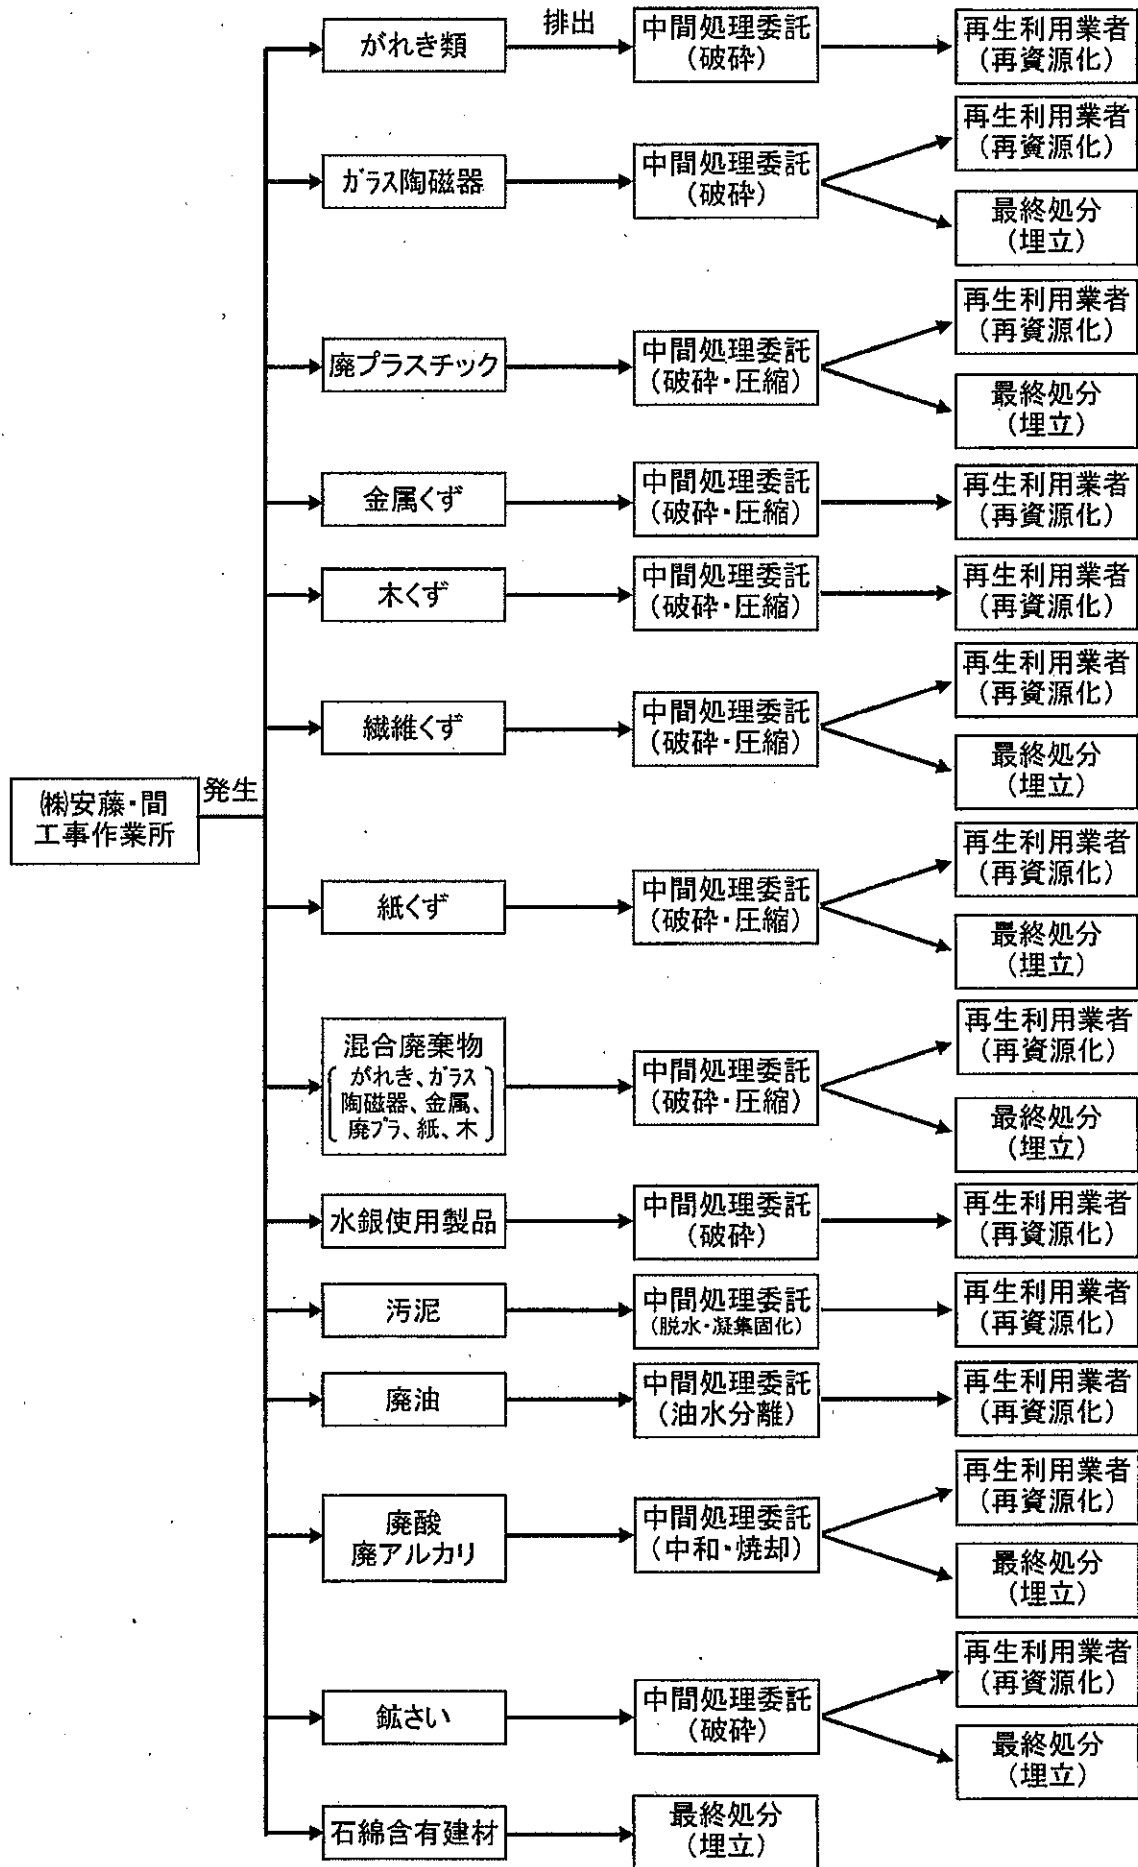 ㈱安藤・間
工事作業所
発生
がれき類
排出
中間処理委託
(破砕)
再生利用業者
(再資源化)
ガラス陶磁器
中間処理委託
(破砕)
再生利用業者
(再資源化)
最終処分
(埋立)
廃プラスチック
中間処理委託
(破砕・圧縮)
再生利用業者
(再資源化)
最終処分
(埋立)
金属くず
中間処理委託
(破砕・圧縮)
再生利用業者
(再資源化)
木くず
中間処理委託
(破砕・圧縮)
再生利用業者
(再資源化)
繊維くず
中間処理委託
(破砕・圧縮)
再生利用業者
(再資源化)
最終処分
(埋立)
紙くず
中間処理委託
(破砕・圧縮)
再生利用業者
(再資源化)
最終処分
(埋立)
混合廃棄物
がれき、ガラス
陶磁器、金属、
廃プラ、紙、木
中間処理委託
(破砕・圧縮)
再生利用業者
(再資源化)
最終処分
(埋立)
水銀使用製品
中間処理委託
(破砕)
再生利用業者
(再資源化)
汚泥
中間処理委託
(脱水・凝集固化)
再生利用業者
(再資源化)
廃油
中間処理委託
(油水分離)
再生利用業者
(再資源化)
廃酸
廃アルカリ
中間処理委託
(中和・焼却)
再生利用業者
(再資源化)
最終処分
(埋立)
鉱さい
中間処理委託
(破砕)
再生利用業者
(再資源化)
最終処分
(埋立)
石綿含有建材
最終処分
(埋立)